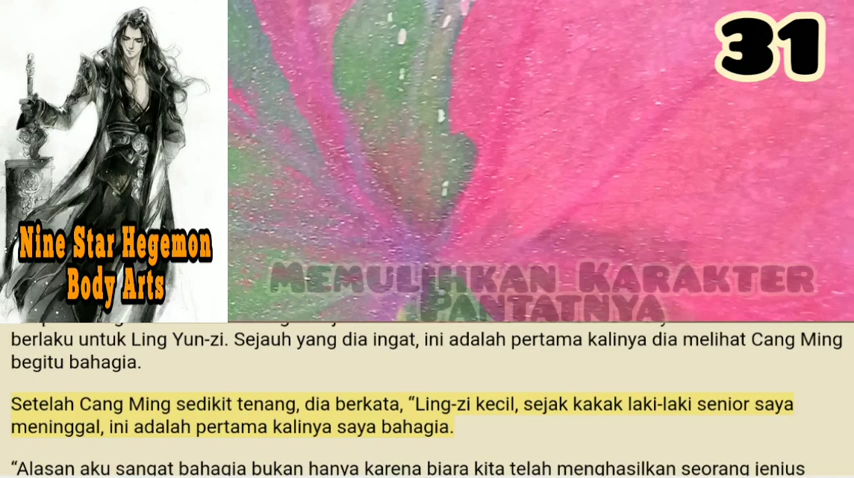 31
Nine Star Hegemon
Body Arts
Memulihkan Karakter
Pantatnya
berlaku untuk Ling Yun-zi. Sejauh yang dia ingat, ini adalah pertama kalinya dia melihat Cang Ming
begitu bahagia.
Setelah Cang Ming sedikit tenang, dia berkata, “Ling-zi kecil, sejak kakak laki-laki senior saya
meninggal, ini adalah pertama kalinya saya bahagia.
“Alasan aku sangat bahagia bukan hanya karena biara kita telah menghasilkan seorang jenius